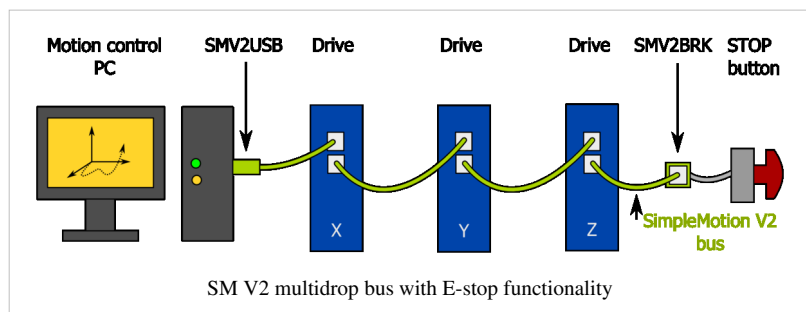 Motion control
PC
SMV2USB
Drive
Drive
Drive
SMV2BRK
STOP
button
X
Y
Z
SimpleMotion V2
bus
SM V2 multidrop bus with E-stop functionality